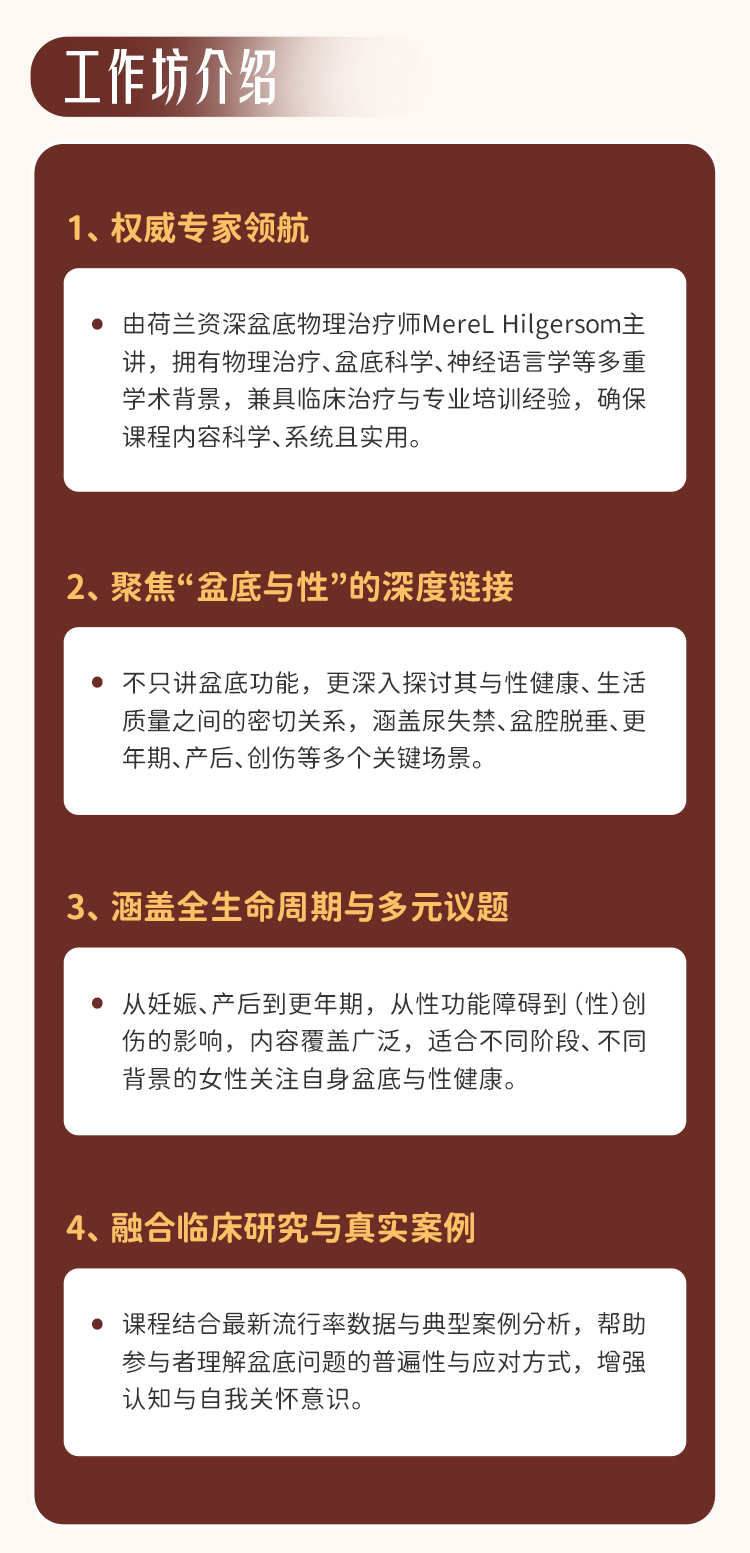 工作坊介绍
1、权威专家领航
● 由荷兰资深盆底物理治疗师MereL Hilgersom主
讲，拥有物理治疗、盆底科学、神经语言学等多重
学术背景，兼具临床治疗与专业培训经验，确保
课程内容科学、系统且实用。
2、聚焦“盆底与性”的深度链接
● 不只讲盆底功能，更深入探讨其与性健康、生活
质量之间的密切关系，涵盖尿失禁、盆腔脱垂、更
年期、产后、创伤等多个关键场景。
3、涵盖全生命周期与多元议题
● 从妊娠、产后到更年期，从性功能障碍到（性）创
伤的影响，内容覆盖广泛，适合不同阶段、不同
背景的女性关注自身盆底与性健康。
4、融合临床研究与真实案例
● 课程结合最新流行率数据与典型案例分析，帮助
参与者理解盆底问题的普遍性与应对方式，增强
认知与自我关怀意识。